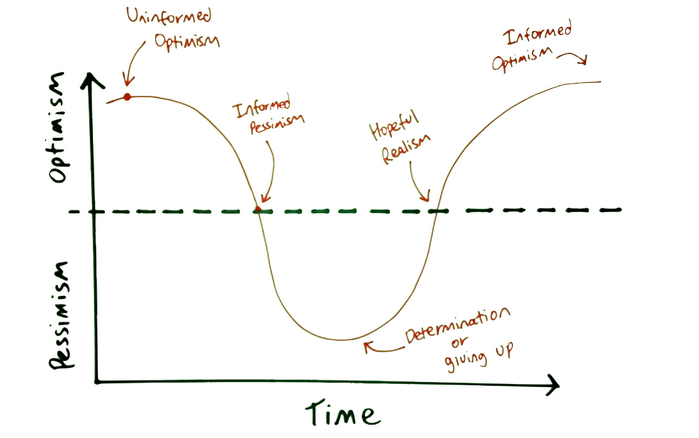 Uninformed
Optimism
Informed
Optimism
Informed
Pessimism
Hopeful
Realism
Optimism
Pessimism
Determination
or
giving up
Time